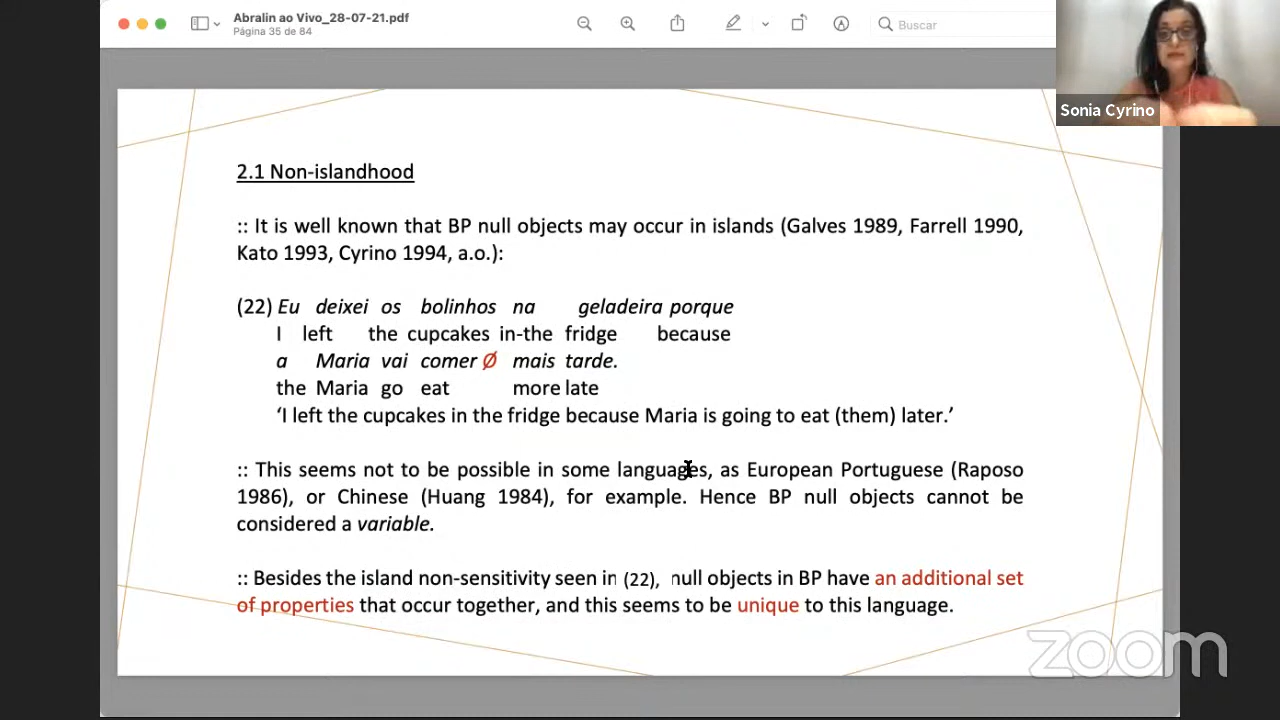 Abralin ao Vivo_28-07-21.pdf
Página 35 de 84
Buscar
Sonia Cyrino
2.1 Non-islandhood
:: It is well known that BP null objects may occur in islands (Galves 1989, Farrell 1990,
Kato 1993, Cyrino 1994, a.o.):
(22) Eu deixei os bolinhos na geladeira porque
I left the cupcakes in-the fridge because
a Maria vai comer Ø mais tarde.
the Maria go eat more late
‘I left the cupcakes in the fridge because Maria is going to eat (them) later.’
:: This seems not to be possible in some languages, as European Portuguese (Raposo
1986), or Chinese (Huang 1984), for example. Hence BP null objects cannot be
considered a variable.
:: Besides the island non-sensitivity seen in (22), null objects in BP have an additional set
of properties that occur together, and this seems to be unique to this language.
zoom